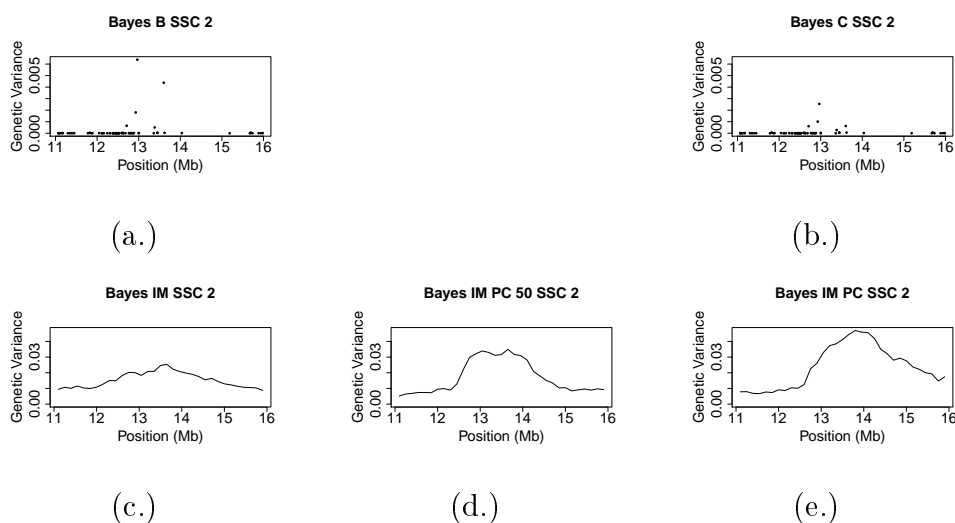 Bayes B SSC 2
Genetic Variance
0.000 0.005
11 12 13 14 15 16
Position (Mb)
(a.)
Bayes C SSC 2
Genetic Variance
0.000 0.005
11 12 13 14 15 16
Position (Mb)
(b.)
Bayes IM SSC 2
Genetic Variance
0.00 0.03
11 12 13 14 15 16
Position (Mb)
(c.)
Bayes IM PC 50 SSC 2
Genetic Variance
0.00 0.03
11 12 13 14 15 16
Position (Mb)
(d.)
Bayes IM PC SSC 2
Genetic Variance
0.00 0.03
11 12 13 14 15 16
Position (Mb)
(e.)